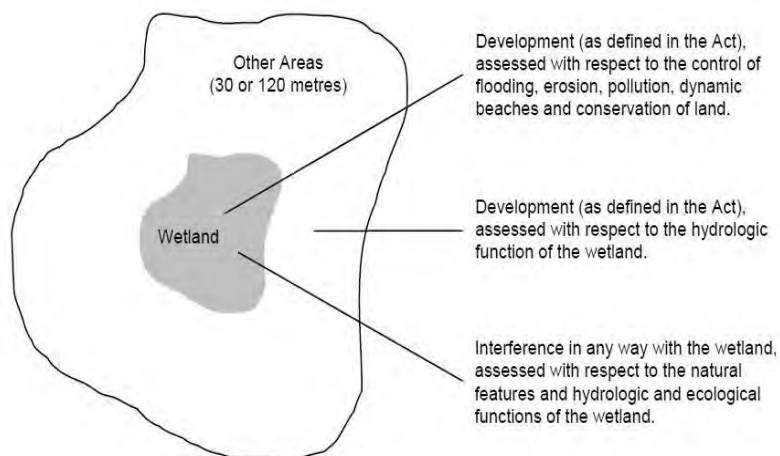 Other Areas
(30 or 120 metres)
Wetland
Development (as defined in the Act),
assessed with respect to the control of
flooding, erosion, pollution, dynamic
beaches and conservation of land.
Development (as defined in the Act),
assessed with respect to the hydrologic
function of the wetland.
Interference in any way with the wetland,
assessed with respect to the natural
features and hydrologic and ecological
functions of the wetland.